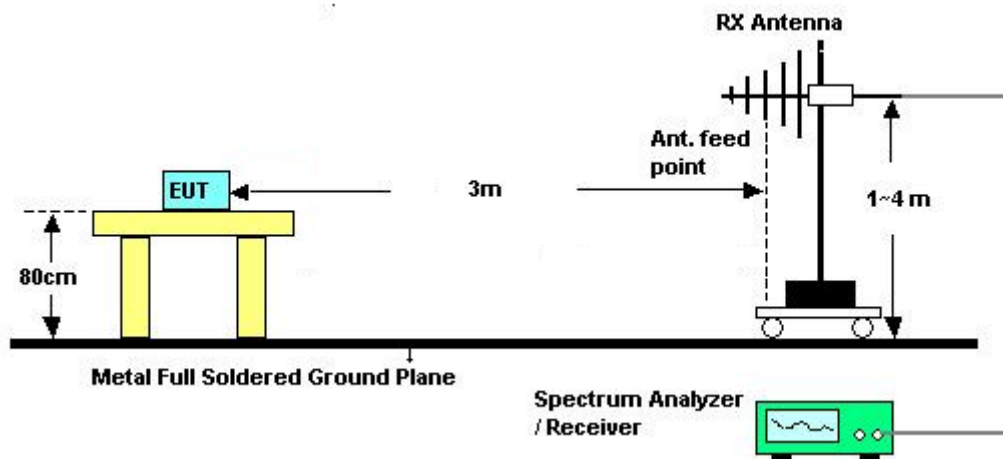 RX Antenna
Ant. feed
point
EUT
3m
1~4 m
80cm
Metal Full Soldered Ground Plane
Spectrum Analyzer
/ Receiver